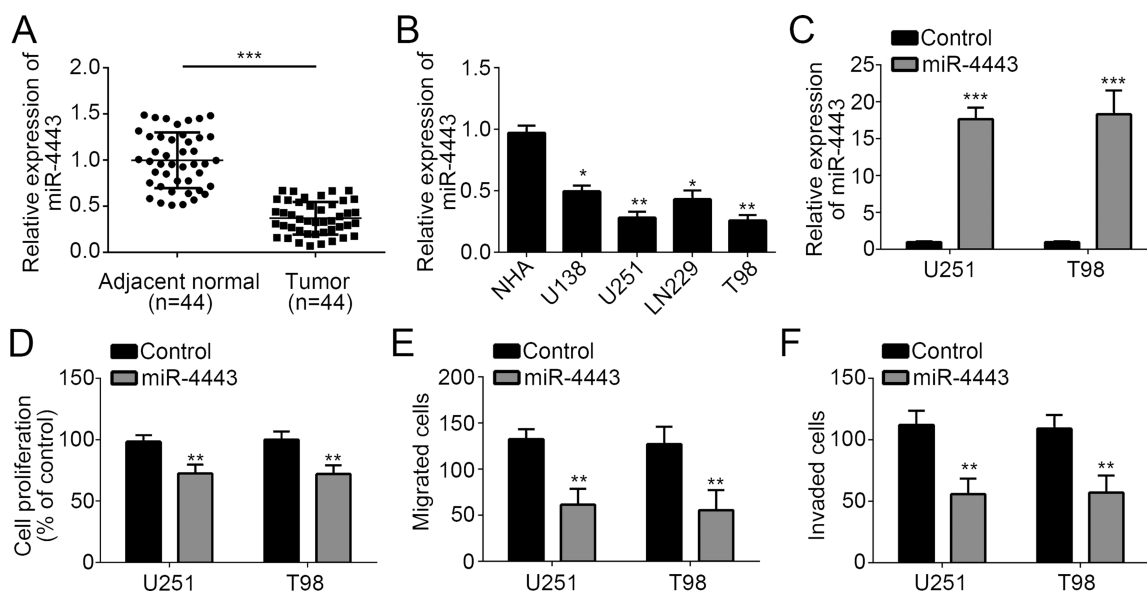 A
Relative expression of
miR-4443
2.0
1.5
1.0
0.5
0.0
***
Adjacent normal
(n=44)
Tumor
(n=44)
B
Relative expression of
miR-4443
1.5
1.0
0.5
0.0
*
**
*
**
NHA
U138
U251
LN229
T98
C
Control
miR-4443
Relative expression
of miR-4443
25
20
15
10
5
0
***
***
U251
T98
D
Control
miR-4443
Cell proliferation
(% of control)
150
100
50
0
**
**
U251
T98
E
Control
miR-4443
Migrated cells
200
150
100
50
0
**
**
U251
T98
F
Control
miR-4443
Invaded cells
150
100
50
0
**
**
U251
T98